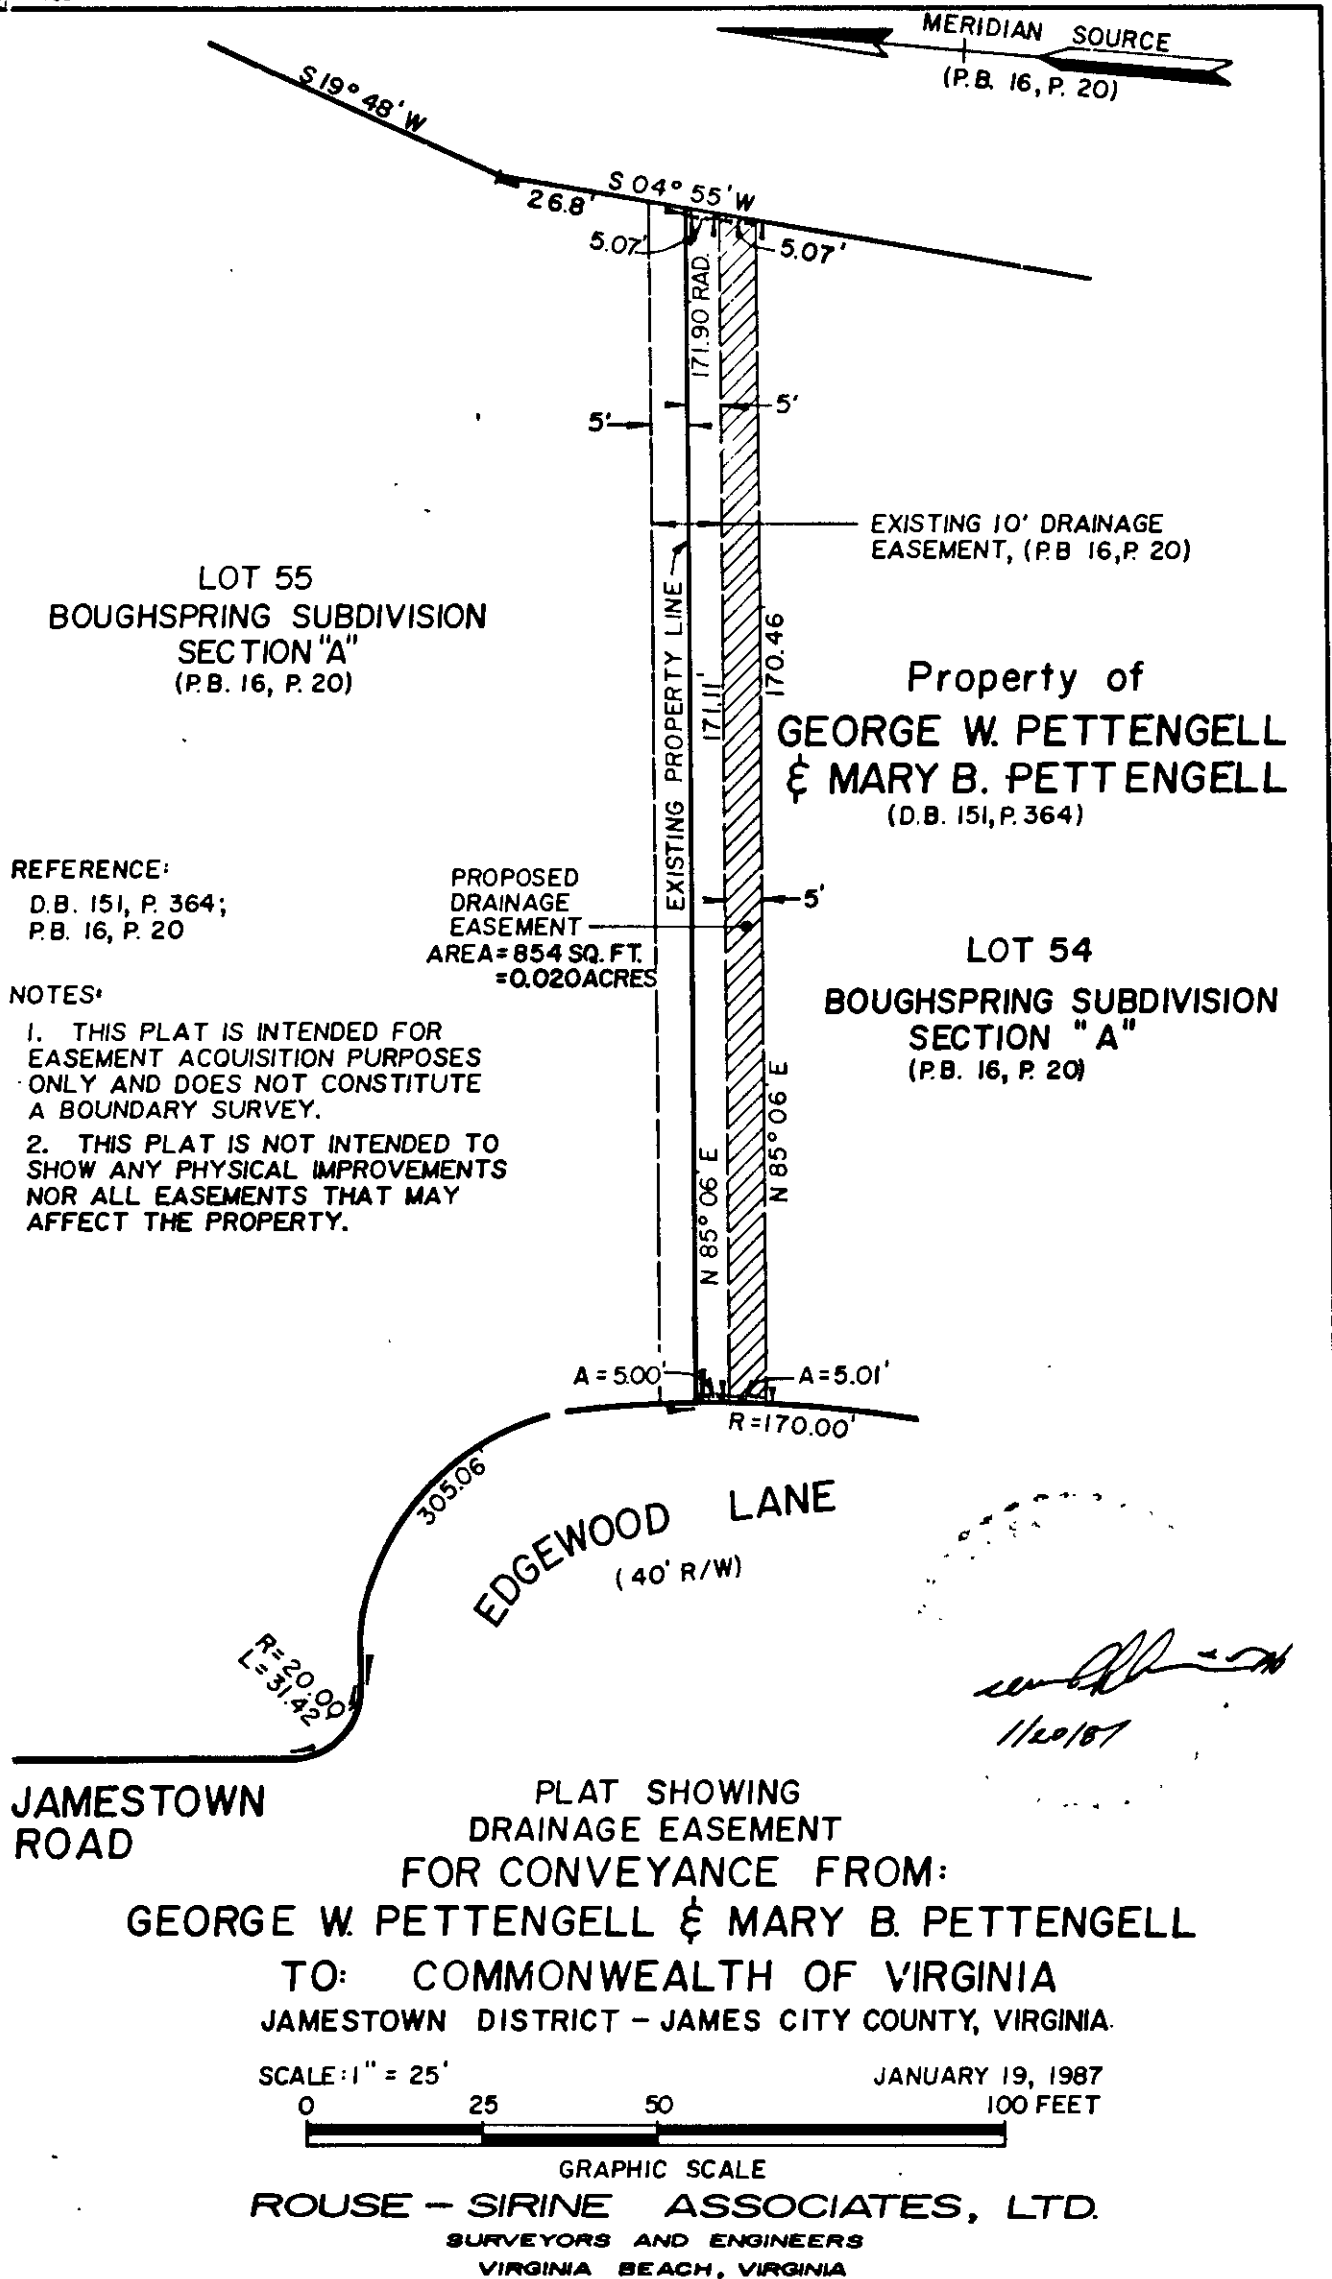 MERIDIAN SOURCE
(P.B. 16, P. 20)
S 19° 48' W
S 04° 55' W
26.8'
5.07'
5.07'
171.90 RAD.
5'
5'
EXISTING 10' DRAINAGE
EASEMENT, (P.B 16, P. 20)
LOT 55
BOUGHSPRING SUBDIVISION
SECTION "A"
(P.B. 16, P. 20)
EXISTING PROPERTY LINE
171.11'
170.46
Property of
GEORGE W. PETTENGELL
& MARY B. PETTENGELL
(D.B. 151, P. 364)
REFERENCE:
D.B. 151, P. 364;
P.B. 16, P. 20
PROPOSED
DRAINAGE
EASEMENT
AREA = 854 SQ. FT.
= 0.020 ACRES
5'
LOT 54
BOUGHSPRING SUBDIVISION
SECTION "A"
(P.B. 16, P. 20)
NOTES:
1. THIS PLAT IS INTENDED FOR
EASEMENT ACQUISITION PURPOSES
ONLY AND DOES NOT CONSTITUTE
A BOUNDARY SURVEY.
2. THIS PLAT IS NOT INTENDED TO
SHOW ANY PHYSICAL IMPROVEMENTS
NOR ALL EASEMENTS THAT MAY
AFFECT THE PROPERTY.
N 85° 06' E
N 85° 06' E
A = 5.00'
A = 5.01'
R = 170.00'
305.06'
EDGEWOOD LANE
(40' R/W)
R = 20.00'
L = 31.42'
1/20/87
JAMESTOWN
ROAD
PLAT SHOWING
DRAINAGE EASEMENT
FOR CONVEYANCE FROM:
GEORGE W. PETTENGELL & MARY B. PETTENGELL
TO: COMMONWEALTH OF VIRGINIA
JAMESTOWN DISTRICT – JAMES CITY COUNTY, VIRGINIA
SCALE: 1" = 25'
JANUARY 19, 1987
0 25 50 100 FEET
GRAPHIC SCALE
ROUSE – SIRINE ASSOCIATES, LTD.
SURVEYORS AND ENGINEERS
VIRGINIA BEACH, VIRGINIA